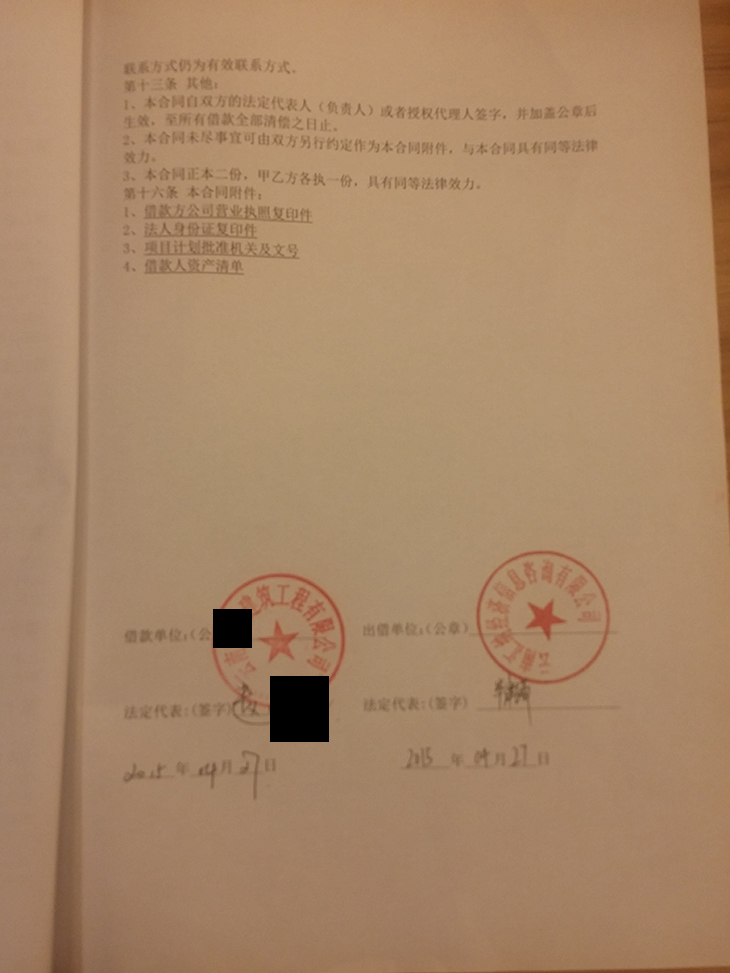 联系方式仍为有效联系方式。
第十三条 其他：
1、本合同自双方的法定代表人（负责人）或者授权代理人签字，并加盖公章后
生效，至所有借款全部清偿之日止。
2、本合同未尽事宜可由双方另行约定作为本合同附件，与本合同具有同等法律
效力。
3、本合同正本二份，甲乙方各执一份，具有同等法律效力。
第十六条 本合同附件：
1、借款方公司营业执照复印件
2、法人身份证复印件
3、项目计划批准机关及文号
4、借款人资产清单
建筑工程有限公司
经济信息咨询有限公司
借款单位：（公
出借单位：（公章）
法定代表：（签字）
法定代表：（签字）
2015 年 04 月 27 日
2015 年 04 月 27 日